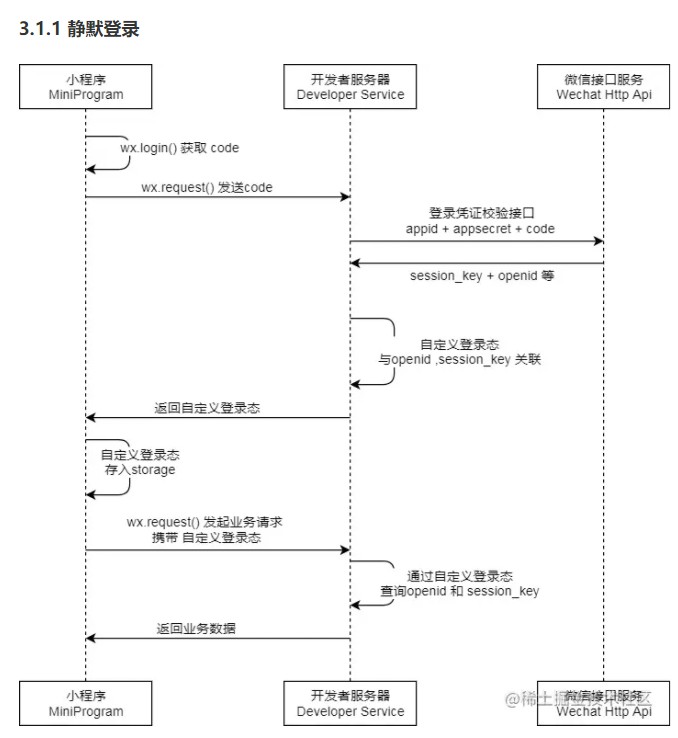 3.1.1 静默登录
小程序
MiniProgram
开发者服务器
Developer Service
微信接口服务
Wechat Http Api
wx.login() 获取 code
wx.request() 发送code
登录凭证校验接口
appid + appsecret + code
session_key + openid 等
自定义登录态
与openid ,session_key 关联
返回自定义登录态
自定义登录态
存入storage
wx.request() 发起业务请求
携带 自定义登录态
通过自定义登录态
查询openid 和 session_key
返回业务数据
小程序
MiniProgram
开发者服务器
Developer Service
微信接口服务
Wechat Http Api
@稀土掘金技术社区